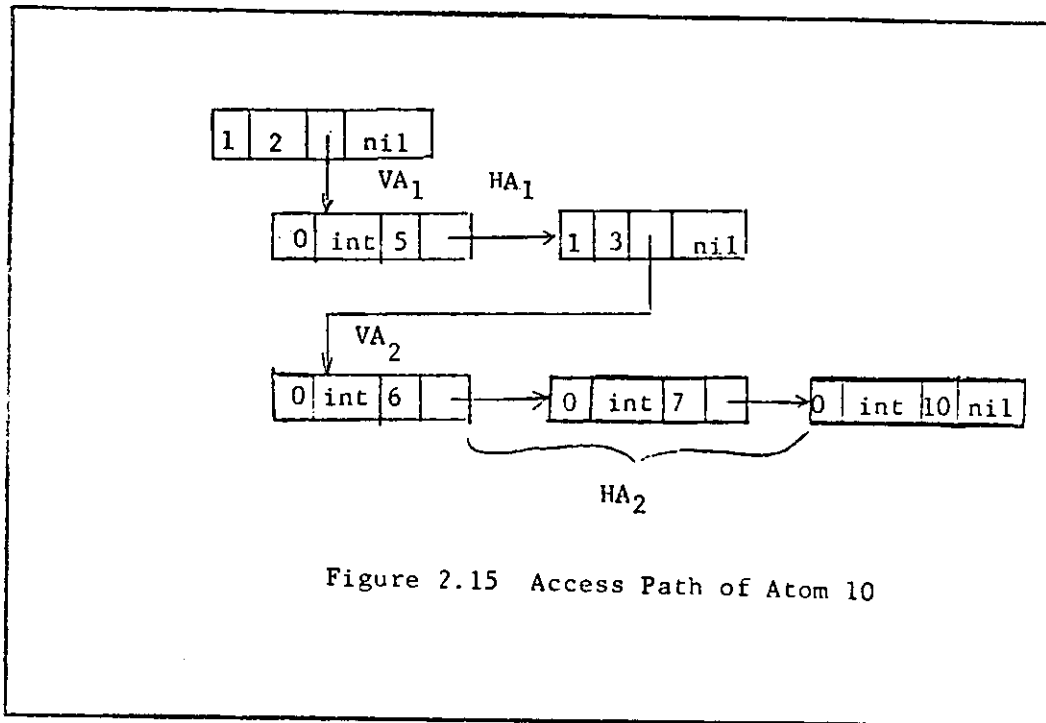 1 2 nil
VA1 HA1
0 int 5 1 3 nil
VA2
0 int 6 0 int 7 0 int 10 nil
HA2
Figure 2.15 Access Path of Atom 10